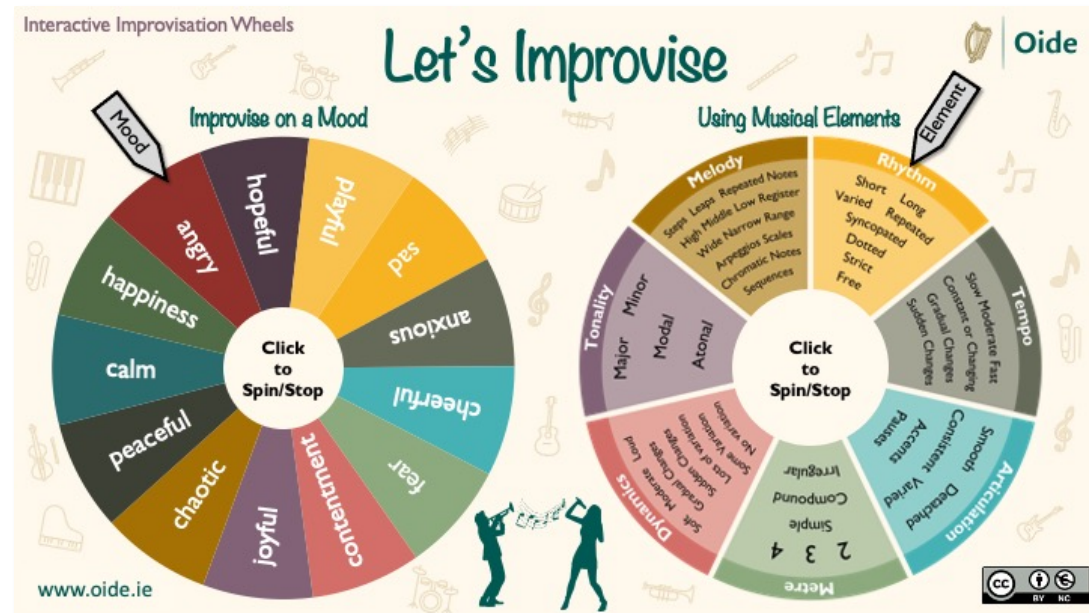 Interactive Improvisation Wheels
Let's Improvise
Oide
Improvise on a Mood
Mood
hopeful
playful
sad
anxious
cheerful
fear
contentment
joyful
chaotic
peaceful
calm
happiness
angry
Click
to
Spin/Stop
Using Musical Elements
Element
Rhythm
Short Long
Varied Repeated
Syncopated
Dotted
Strict
Free
Tempo
Slow Moderate Fast
Constant or Changing
Gradual Changes
Sudden Changes
Articulation
Smooth Detached
Consistent Varied
Accents
Pauses
Metre
2 3 4
Simple
Compound
Irregular
Dynamics
Soft Moderate Loud
Gradual Changes
Sudden Changes
Lots of variation
Some Variation
No variation
Tonality
Major Minor
Modal
Atonal
Melody
Steps Leaps Repeated Notes
High Middle Low Register
Wide Narrow Range
Arpeggios Scales
Chromatic Notes
Sequences
Click
to
Spin/Stop
www.oide.ie
cc
BY NC